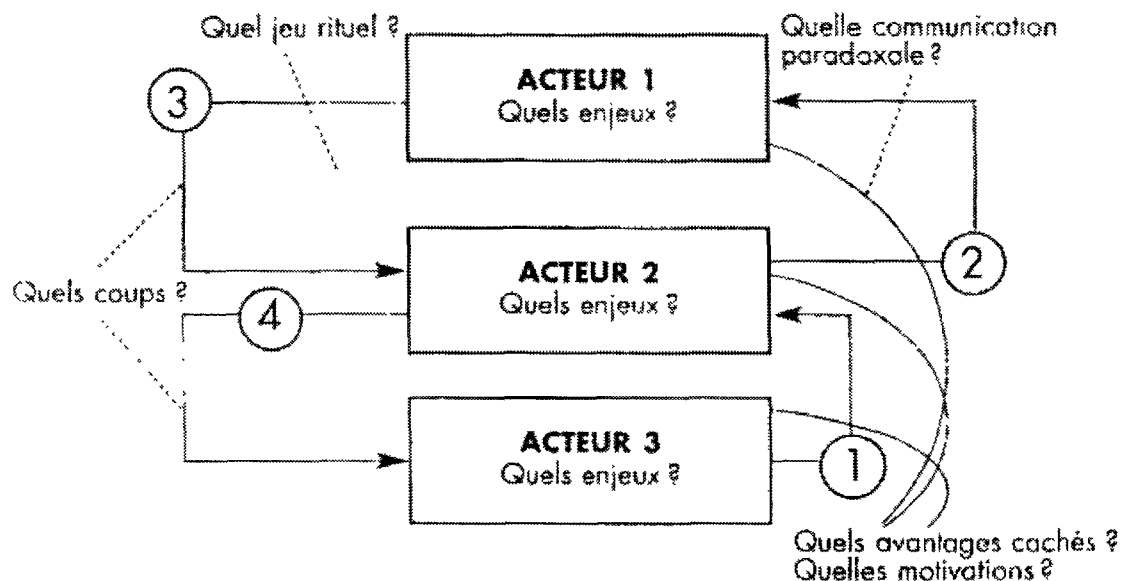 Quel jeu rituel ?
Quelle communication
paradoxale ?
ACTEUR 1
Quels enjeux ?
3
ACTEUR 2
Quels enjeux ?
2
Quels coups ?
4
ACTEUR 3
Quels enjeux ?
1
Quels avantages cachés ?
Quelles motivations ?